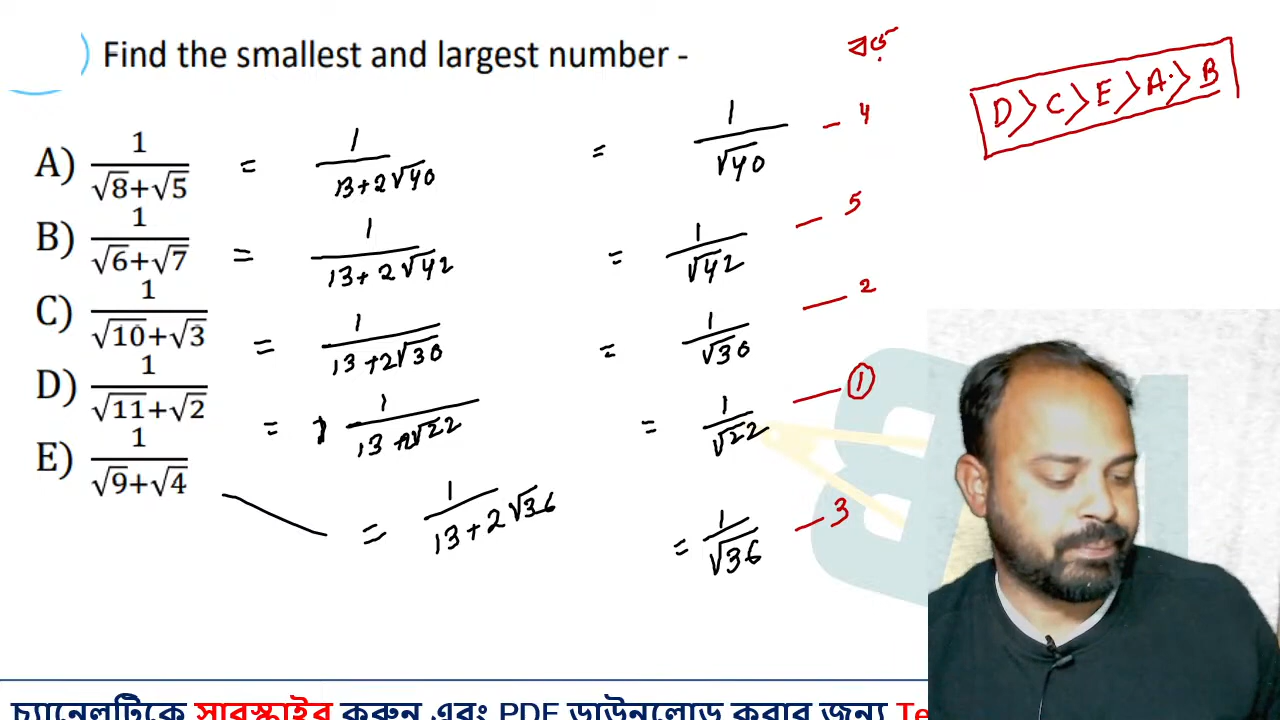 ) Find the smallest and largest number -
বড়
D > C > E > A > B
A) 1/(√8+√5) = 1/(13+2√40) = 1/√40 – 4
B) 1/(√6+√7) = 1/(13+2√42) = 1/√42 – 5
C) 1/(√10+√3) = 1/(13+2√30) = 1/√30 – 2
D) 1/(√11+√2) = 1/(13+2√22) = 1/√22 – 1
E) 1/(√9+√4) = 1/(13+2√36) = 1/√36 – 3
চ্যানেলটিকে সাবস্ক্রাইব করুন এবং PDF ডাউনলোড করার জন্য Te